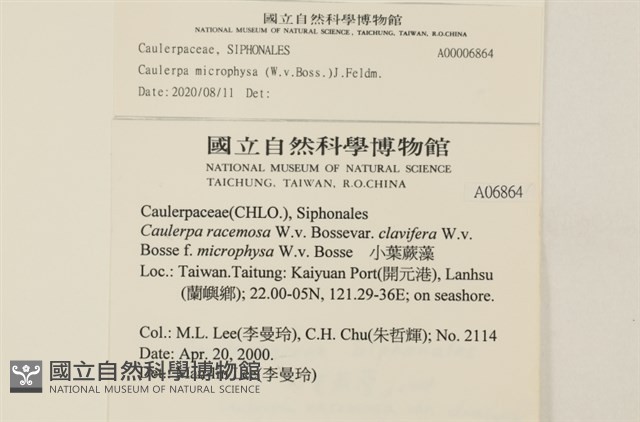 國立自然科學博物館
NATIONAL MUSEUM OF NATURAL SCIENCE, TAICHUNG, TAIWAN, R.O.CHINA
Caulerpaceae, SIPHONALES A00006864
Caulerpa microphysa (W.v.Boss.)J.Feldm.
Date:2020/08/11 Det:
國立自然科學博物館
NATIONAL MUSEUM OF NATURAL SCIENCE
TAICHUNG, TAIWAN, R.O.CHINA
A06864
Caulerpaceae(CHLO.), Siphonales
Caulerpa racemosa W.v. Bossevar. clavifera W.v.
Bosse f. microphysa W.v. Bosse 小葉蕨藻
Loc.: Taiwan.Taitung: Kaiyuan Port(開元港), Lanhsu
(蘭嶼鄉); 22.00-05N, 121.29-36E; on seashore.
Col.: M.L. Lee(李曼玲), C.H. Chu(朱哲輝); No. 2114
Date: Apr. 20, 2000.
(李曼玲)
國立自然科學博物館
NATIONAL MUSEUM OF NATURAL SCIENCE